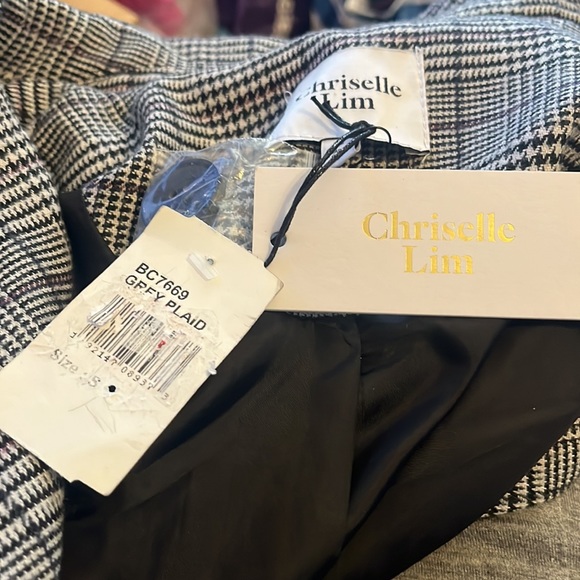 Chriselle
Lim
Chriselle
Lim
BC7669
GREY PLAID
Size: S